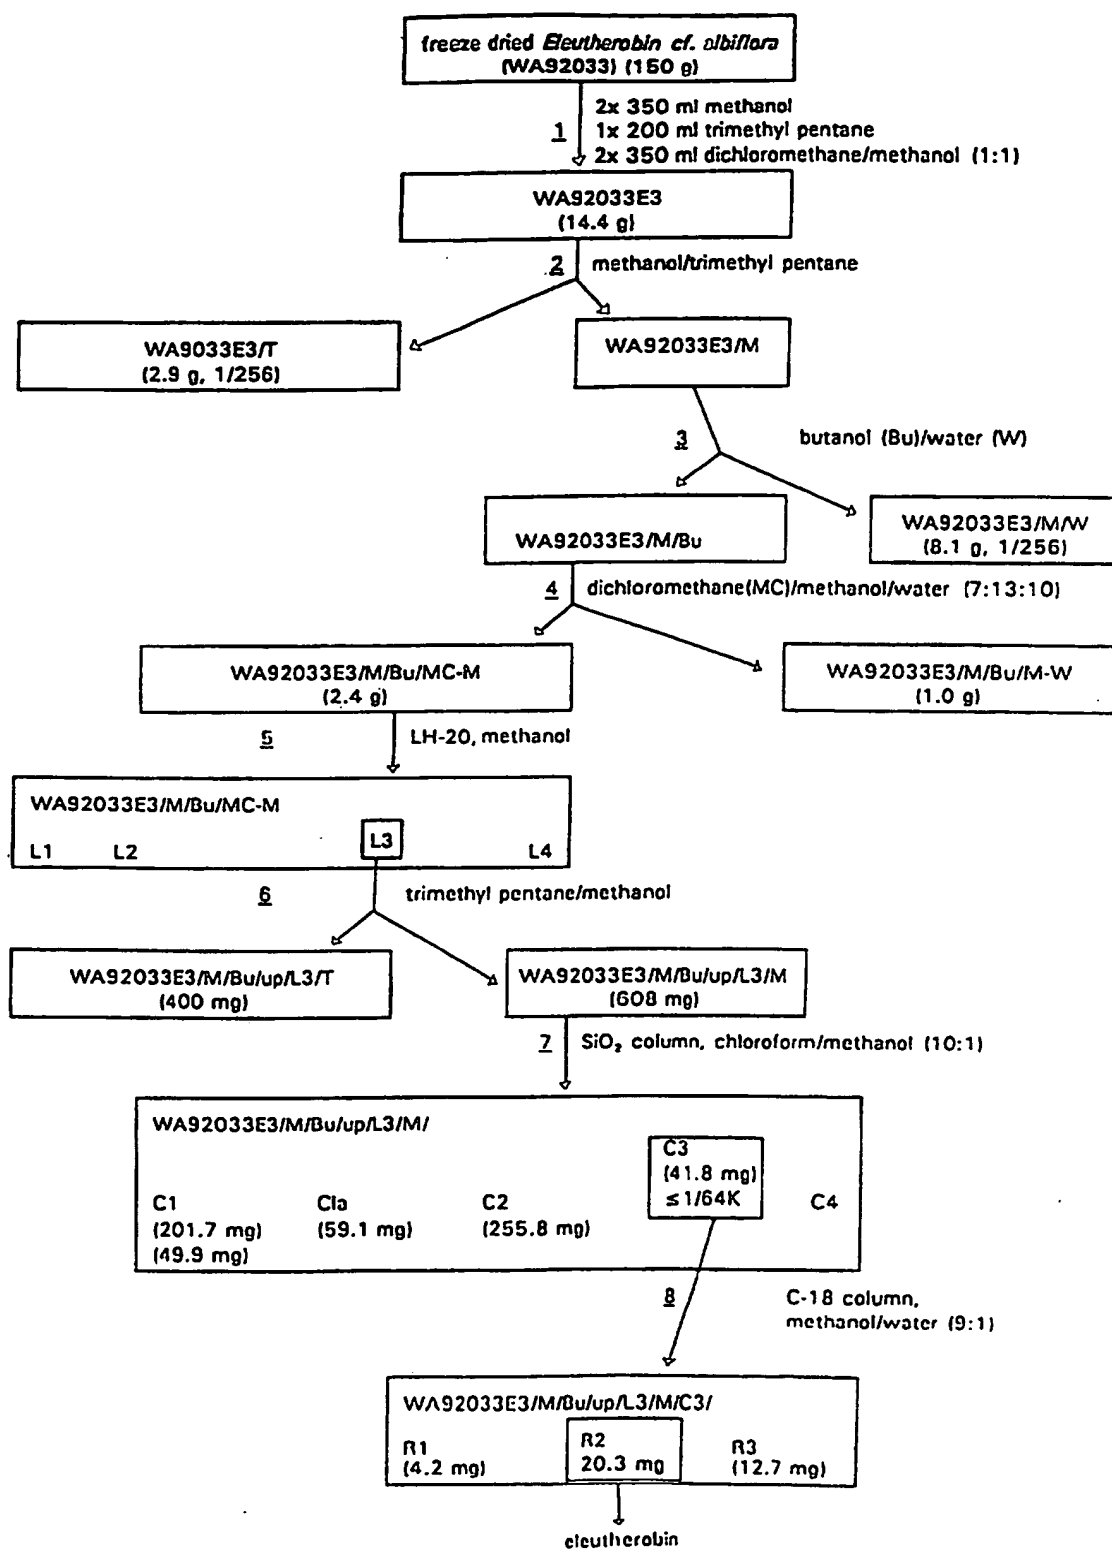 freeze dried Eleutherobin cf. albiflora
(WA92033) (150 g)
2x 350 ml methanol
1 1x 200 ml trimethyl pentane
2x 350 ml dichloromethane/methanol (1:1)
WA92033E3
(14.4 g)
2 methanol/trimethyl pentane
WA9033E3/T
(2.9 g, 1/256)
WA92033E3/M
3 butanol (Bu)/water (W)
WA92033E3/M/Bu
WA92033E3/M/W
(8.1 g, 1/256)
4 dichloromethane(MC)/methanol/water (7:13:10)
WA92033E3/M/Bu/MC-M
(2.4 g)
WA92033E3/M/Bu/M-W
(1.0 g)
5 LH-20, methanol
WA92033E3/M/Bu/MC-M
L1 L2 L3 L4
6 trimethyl pentane/methanol
WA92033E3/M/Bu/up/L3/T
(400 mg)
WA92033E3/M/Bu/up/L3/M
(608 mg)
7 SiO₂ column, chloroform/methanol (10:1)
WA92033E3/M/Bu/up/L3/M/
C1
(201.7 mg)
(49.9 mg)
Cla
(59.1 mg)
C2
(255.8 mg)
C3
(41.8 mg)
≤1/64K
C4
8 C-18 column,
methanol/water (9:1)
WA92033E3/M/Bu/up/L3/M/C3/
R1
(4.2 mg)
R2
20.3 mg
R3
(12.7 mg)
eleutherobin